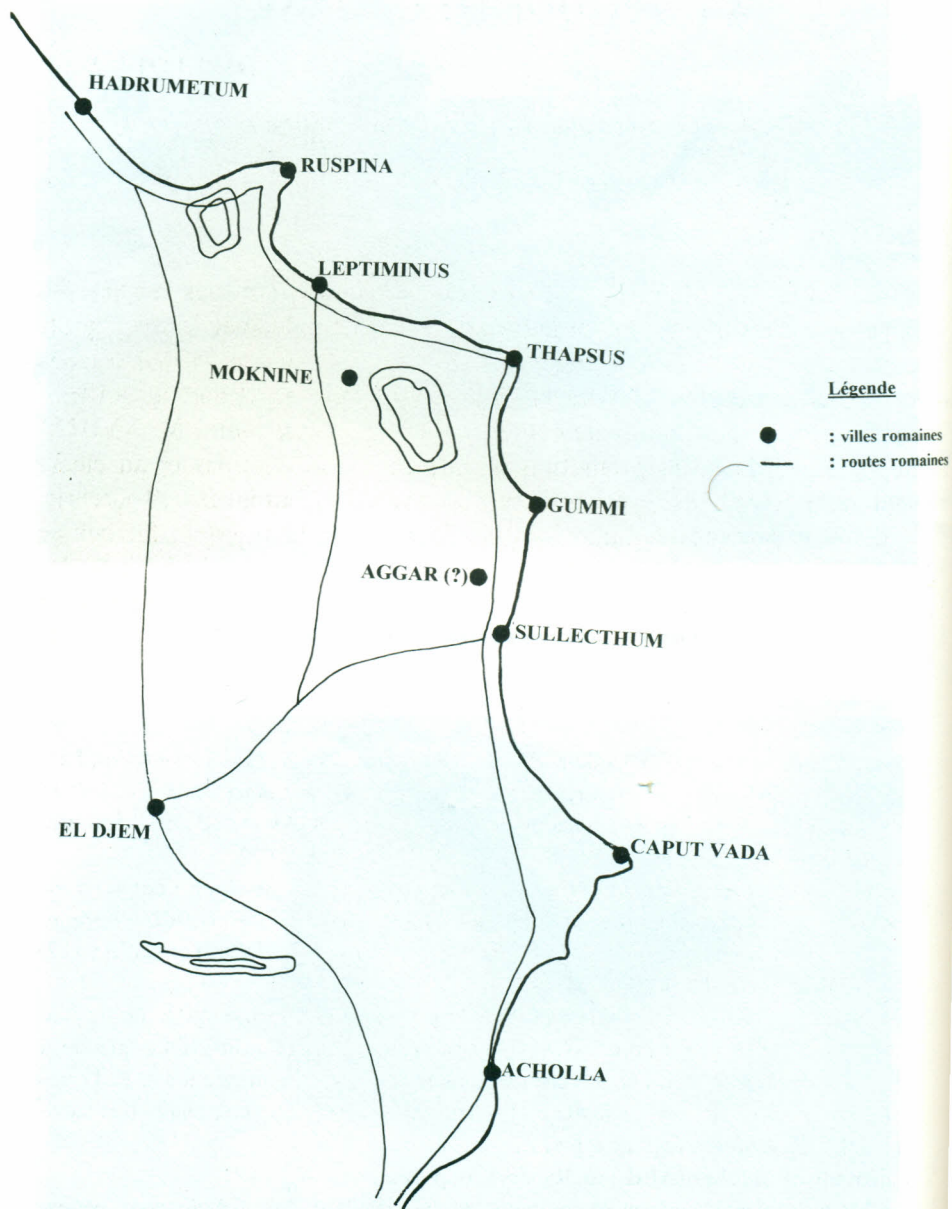 HADRUMETUM
RUSPINA
LEPTIMINUS
THAPSUS
MOKNINE
Légende
: villes romaines
: routes romaines
GUMMI
AGGAR (?)
SULLECTHUM
EL DJEM
CAPUT VADA
ACHOLLA